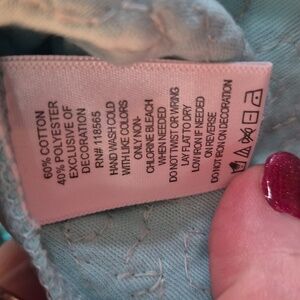 60% COTTON
40% POLYESTER
EXCLUSIVE OF
DECORATION
RN# 118565
HAND WASH COLD
WITH LIKE COLORS
ONLY NON-
CHLORINE BLEACH
WHEN NEEDED
DO NOT TWIST OR WRING
LAY FLAT TO DRY
LOW IRON IF NEEDED
ON REVERSE
DO NOT IRON ON DECORATION